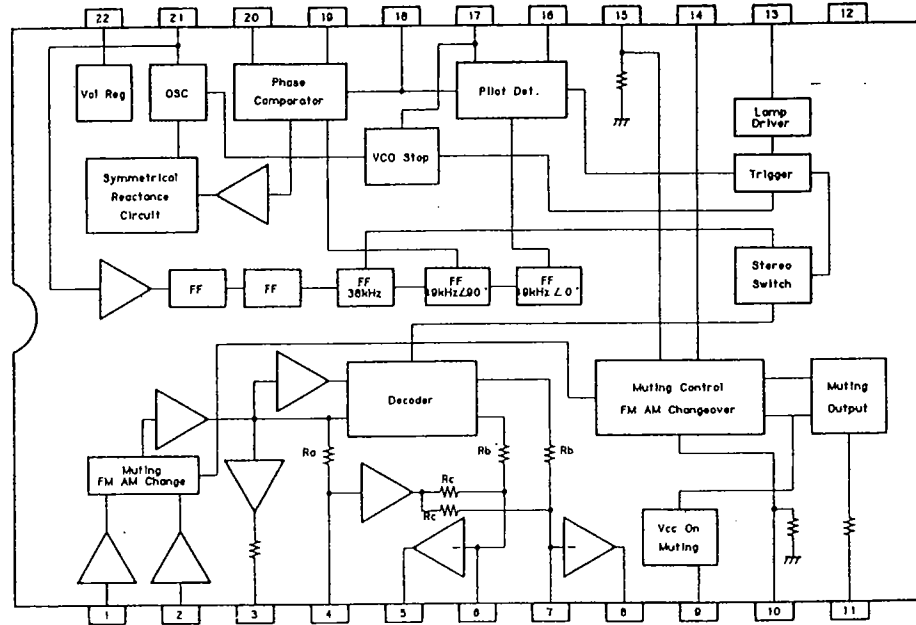 22 21 20 19 18 17 16 15 14 13 12
Vol Reg
OSC
Phase
Comparator
Pilot Det.
Lamp
Driver
VCO Stop
Trigger
Symmetrical
Reactance
Circuit
Stereo
Switch
FF
FF
FF
38kHz
FF
19kHz∠90°
FF
19kHz∠0°
Decoder
Muting Control
FM AM Changeover
Muting
Output
Ra
Rb
Rb
Muting
FM AM Change
Rc
Rc
Vcc On
Muting
1 2 3 4 5 6 7 8 9 10 11